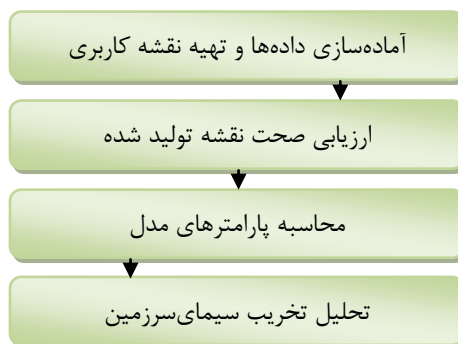 آماده‌سازی داده‌ها و تهیه نقشه کاربری
ارزیابی صحت نقشه تولید شده
محاسبه پارامترهای مدل
تحلیل تخریب سیمای‌سرزمین